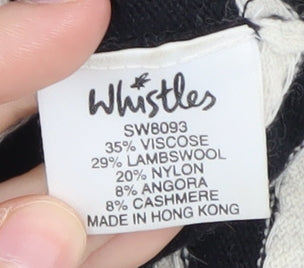 Whistles
SW8093
35% VISCOSE
29% LAMBSWOOL
20% NYLON
8% ANGORA
8% CASHMERE
MADE IN HONG KONG